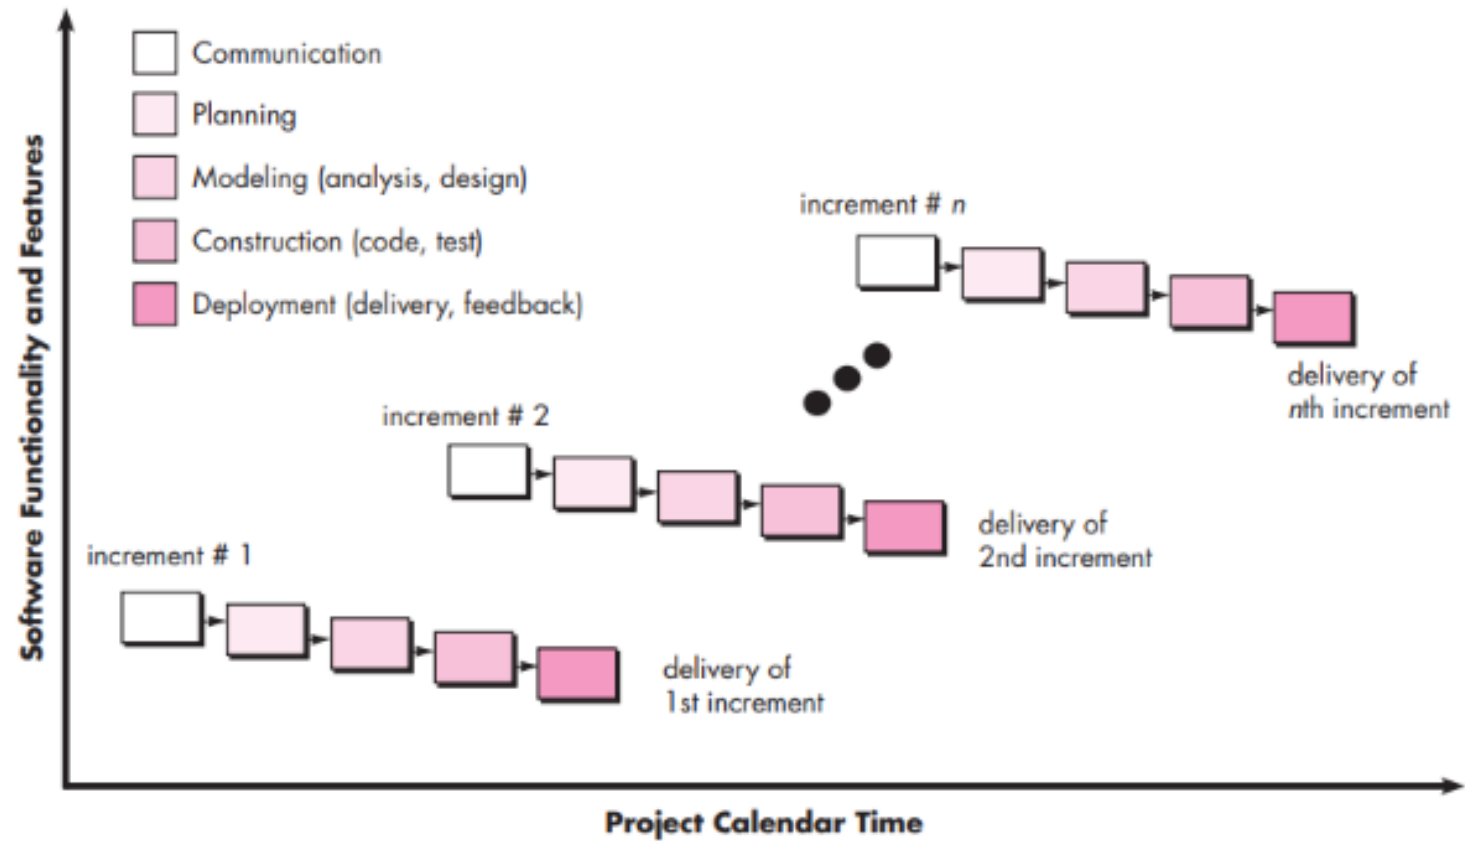 Communication
Planning
Modeling (analysis, design)
Construction (code, test)
Deployment (delivery, feedback)
Software Functionality and Features
increment # n
delivery of
nth increment
increment # 2
delivery of
2nd increment
increment # 1
delivery of
1st increment
Project Calendar Time